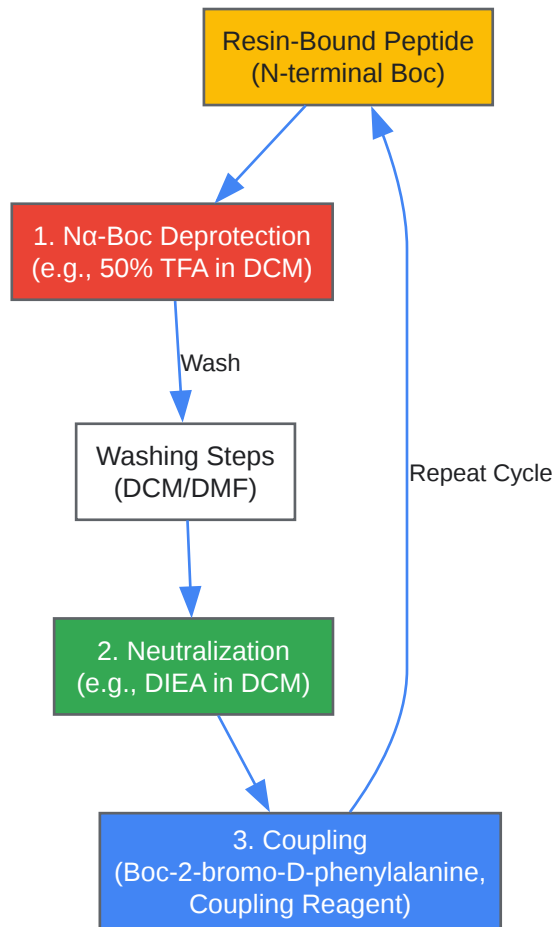 Resin-Bound Peptide
(N-terminal Boc)
1. Nα-Boc Deprotection
(e.g., 50% TFA in DCM)
Wash
Washing Steps
(DCM/DMF)
Repeat Cycle
2. Neutralization
(e.g., DIEA in DCM)
3. Coupling
(Boc-2-bromo-D-phenylalanine,
Coupling Reagent)